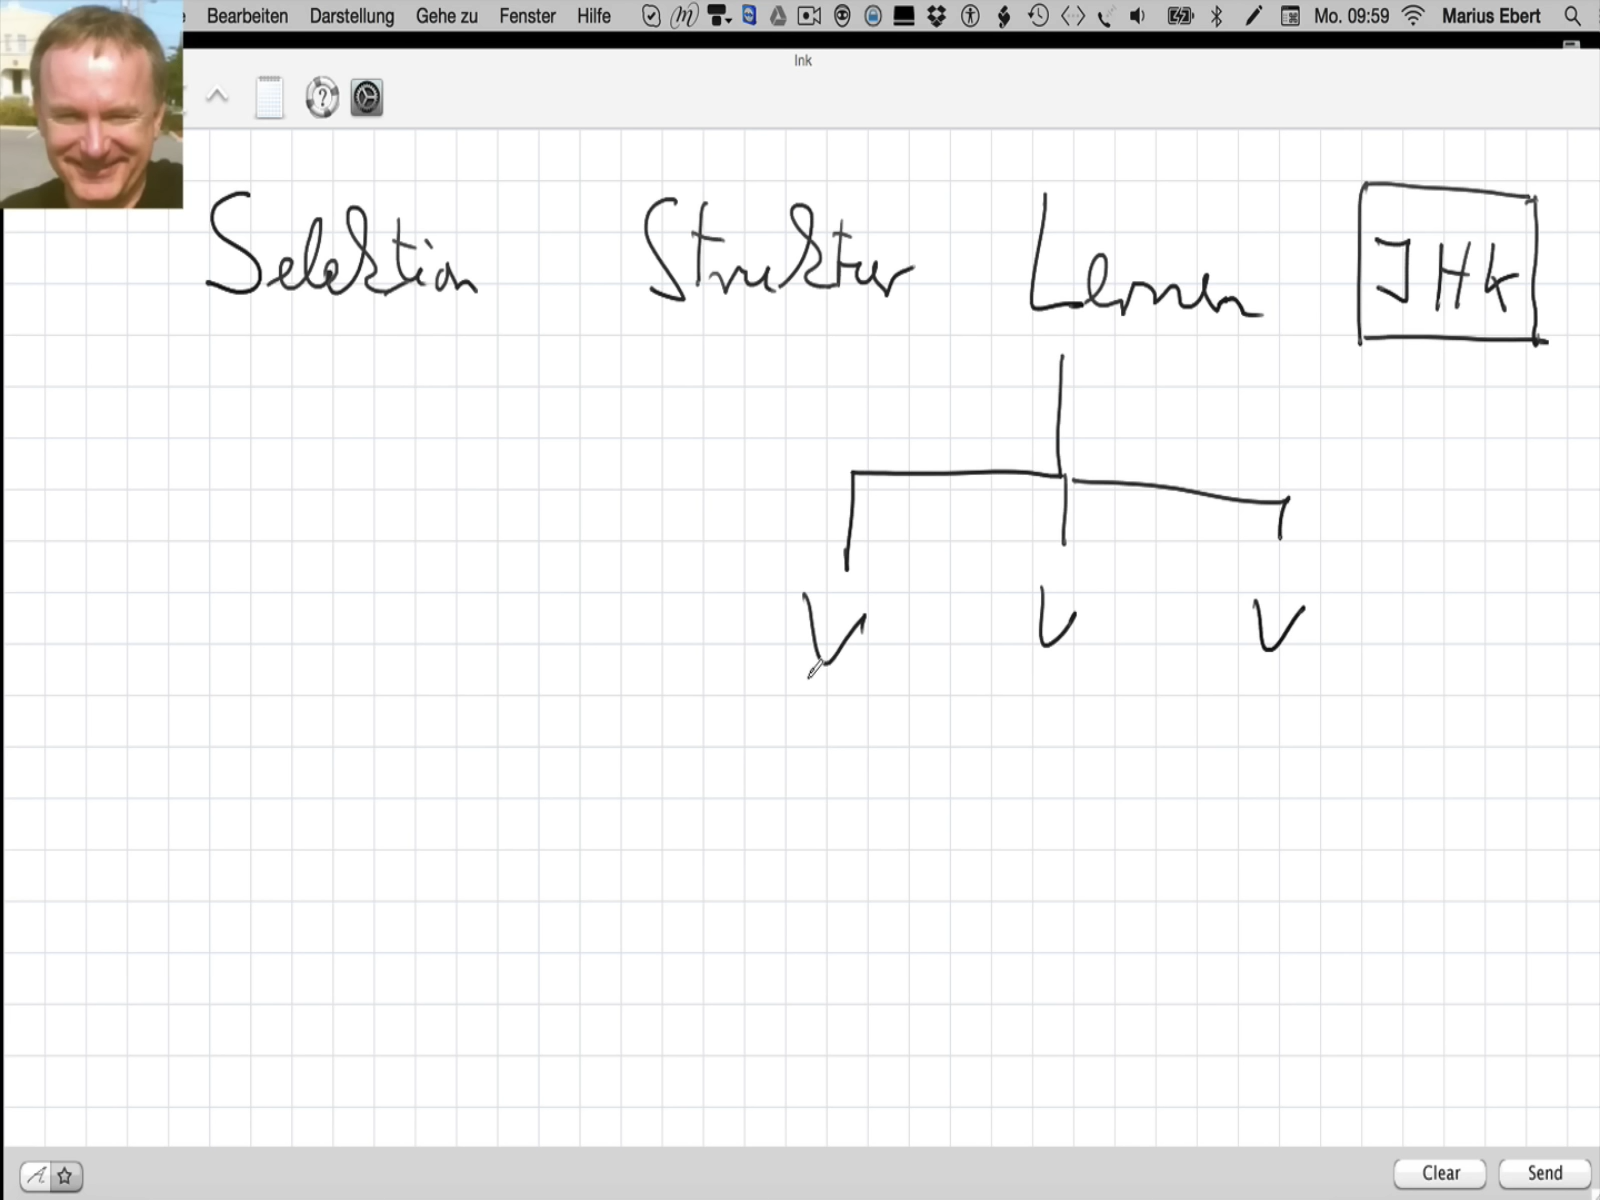 Bearbeiten Darstellung Gehe zu Fenster Hilfe Mo. 09:59 Marius Ebert
Ink
Selektion Struktur Lernen IHK
V V V
Clear Send